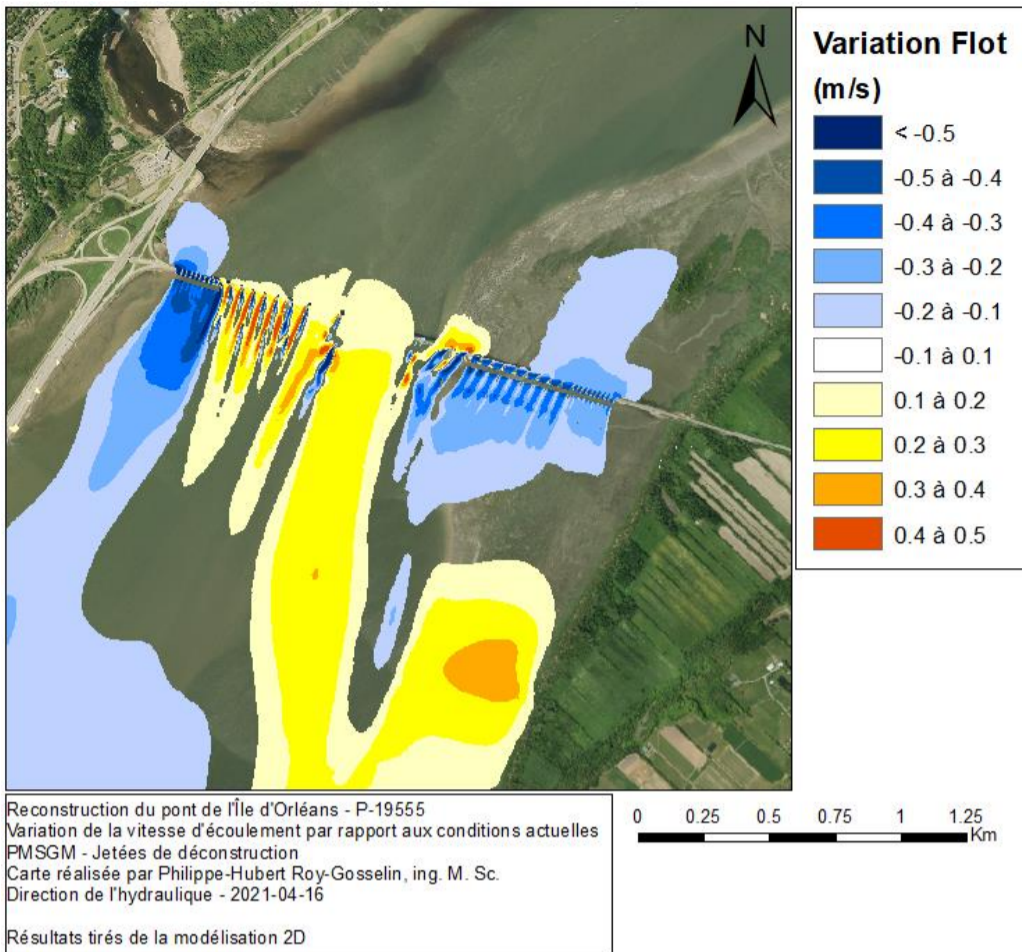 N
Variation Flot
(m/s)
< -0.5
-0.5 à -0.4
-0.4 à -0.3
-0.3 à -0.2
-0.2 à -0.1
-0.1 à 0.1
0.1 à 0.2
0.2 à 0.3
0.3 à 0.4
0.4 à 0.5
Reconstruction du pont de l'Île d'Orléans - P-19555
Variation de la vitesse d'écoulement par rapport aux conditions actuelles
PMSGM - Jetées de déconstruction
Carte réalisée par Philippe-Hubert Roy-Gosselin, ing. M. Sc.
Direction de l'hydraulique - 2021-04-16
Résultats tirés de la modélisation 2D
0 0.25 0.5 0.75 1 1.25
Km